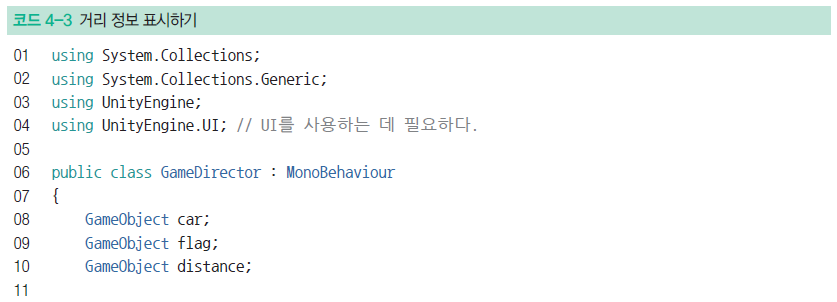 코드 4-3 거리 정보 표시하기
01 using System.Collections;
02 using System.Collections.Generic;
03 using UnityEngine;
04 using UnityEngine.UI; // UI를 사용하는 데 필요하다.
05
06 public class GameDirector : MonoBehaviour
07 {
08 GameObject car;
09 GameObject flag;
10 GameObject distance;
11